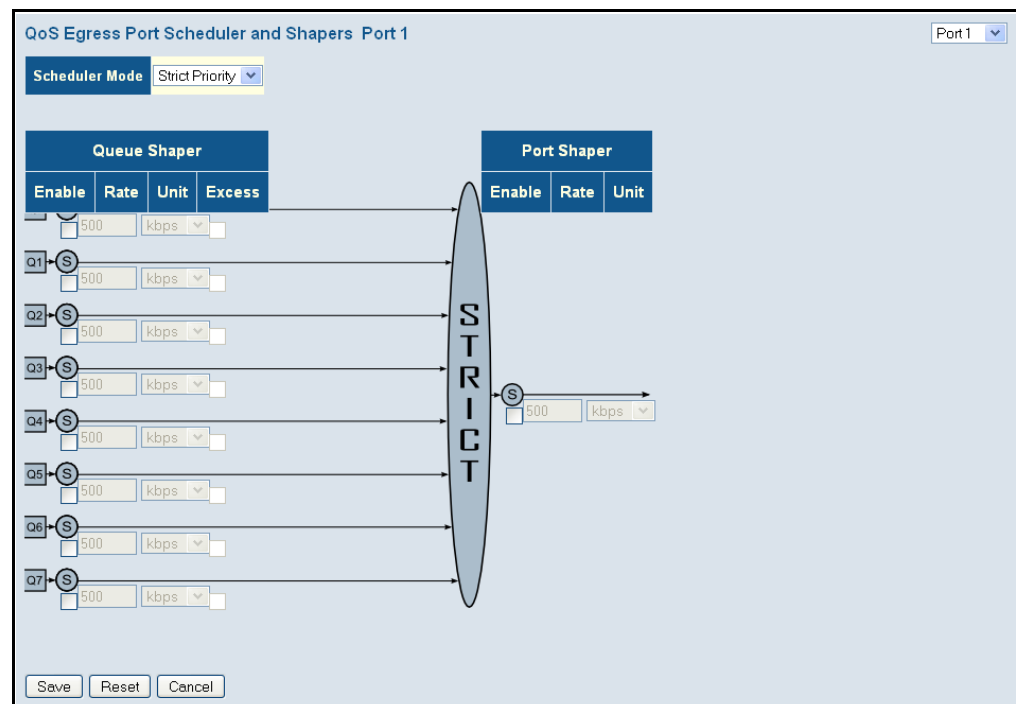 QoS Egress Port Scheduler and Shapers Port 1
Port 1
Scheduler Mode Strict Priority
Queue Shaper Port Shaper
Enable Rate Unit Excess Enable Rate Unit
S
500 kbps
Q1 S
500 kbps
Q2 S
500 kbps
Q3 S
500 kbps
Q4 S
500 kbps
Q5 S
500 kbps
Q6 S
500 kbps
Q7 S
500 kbps
STRICT
S
500 kbps
Save Reset Cancel